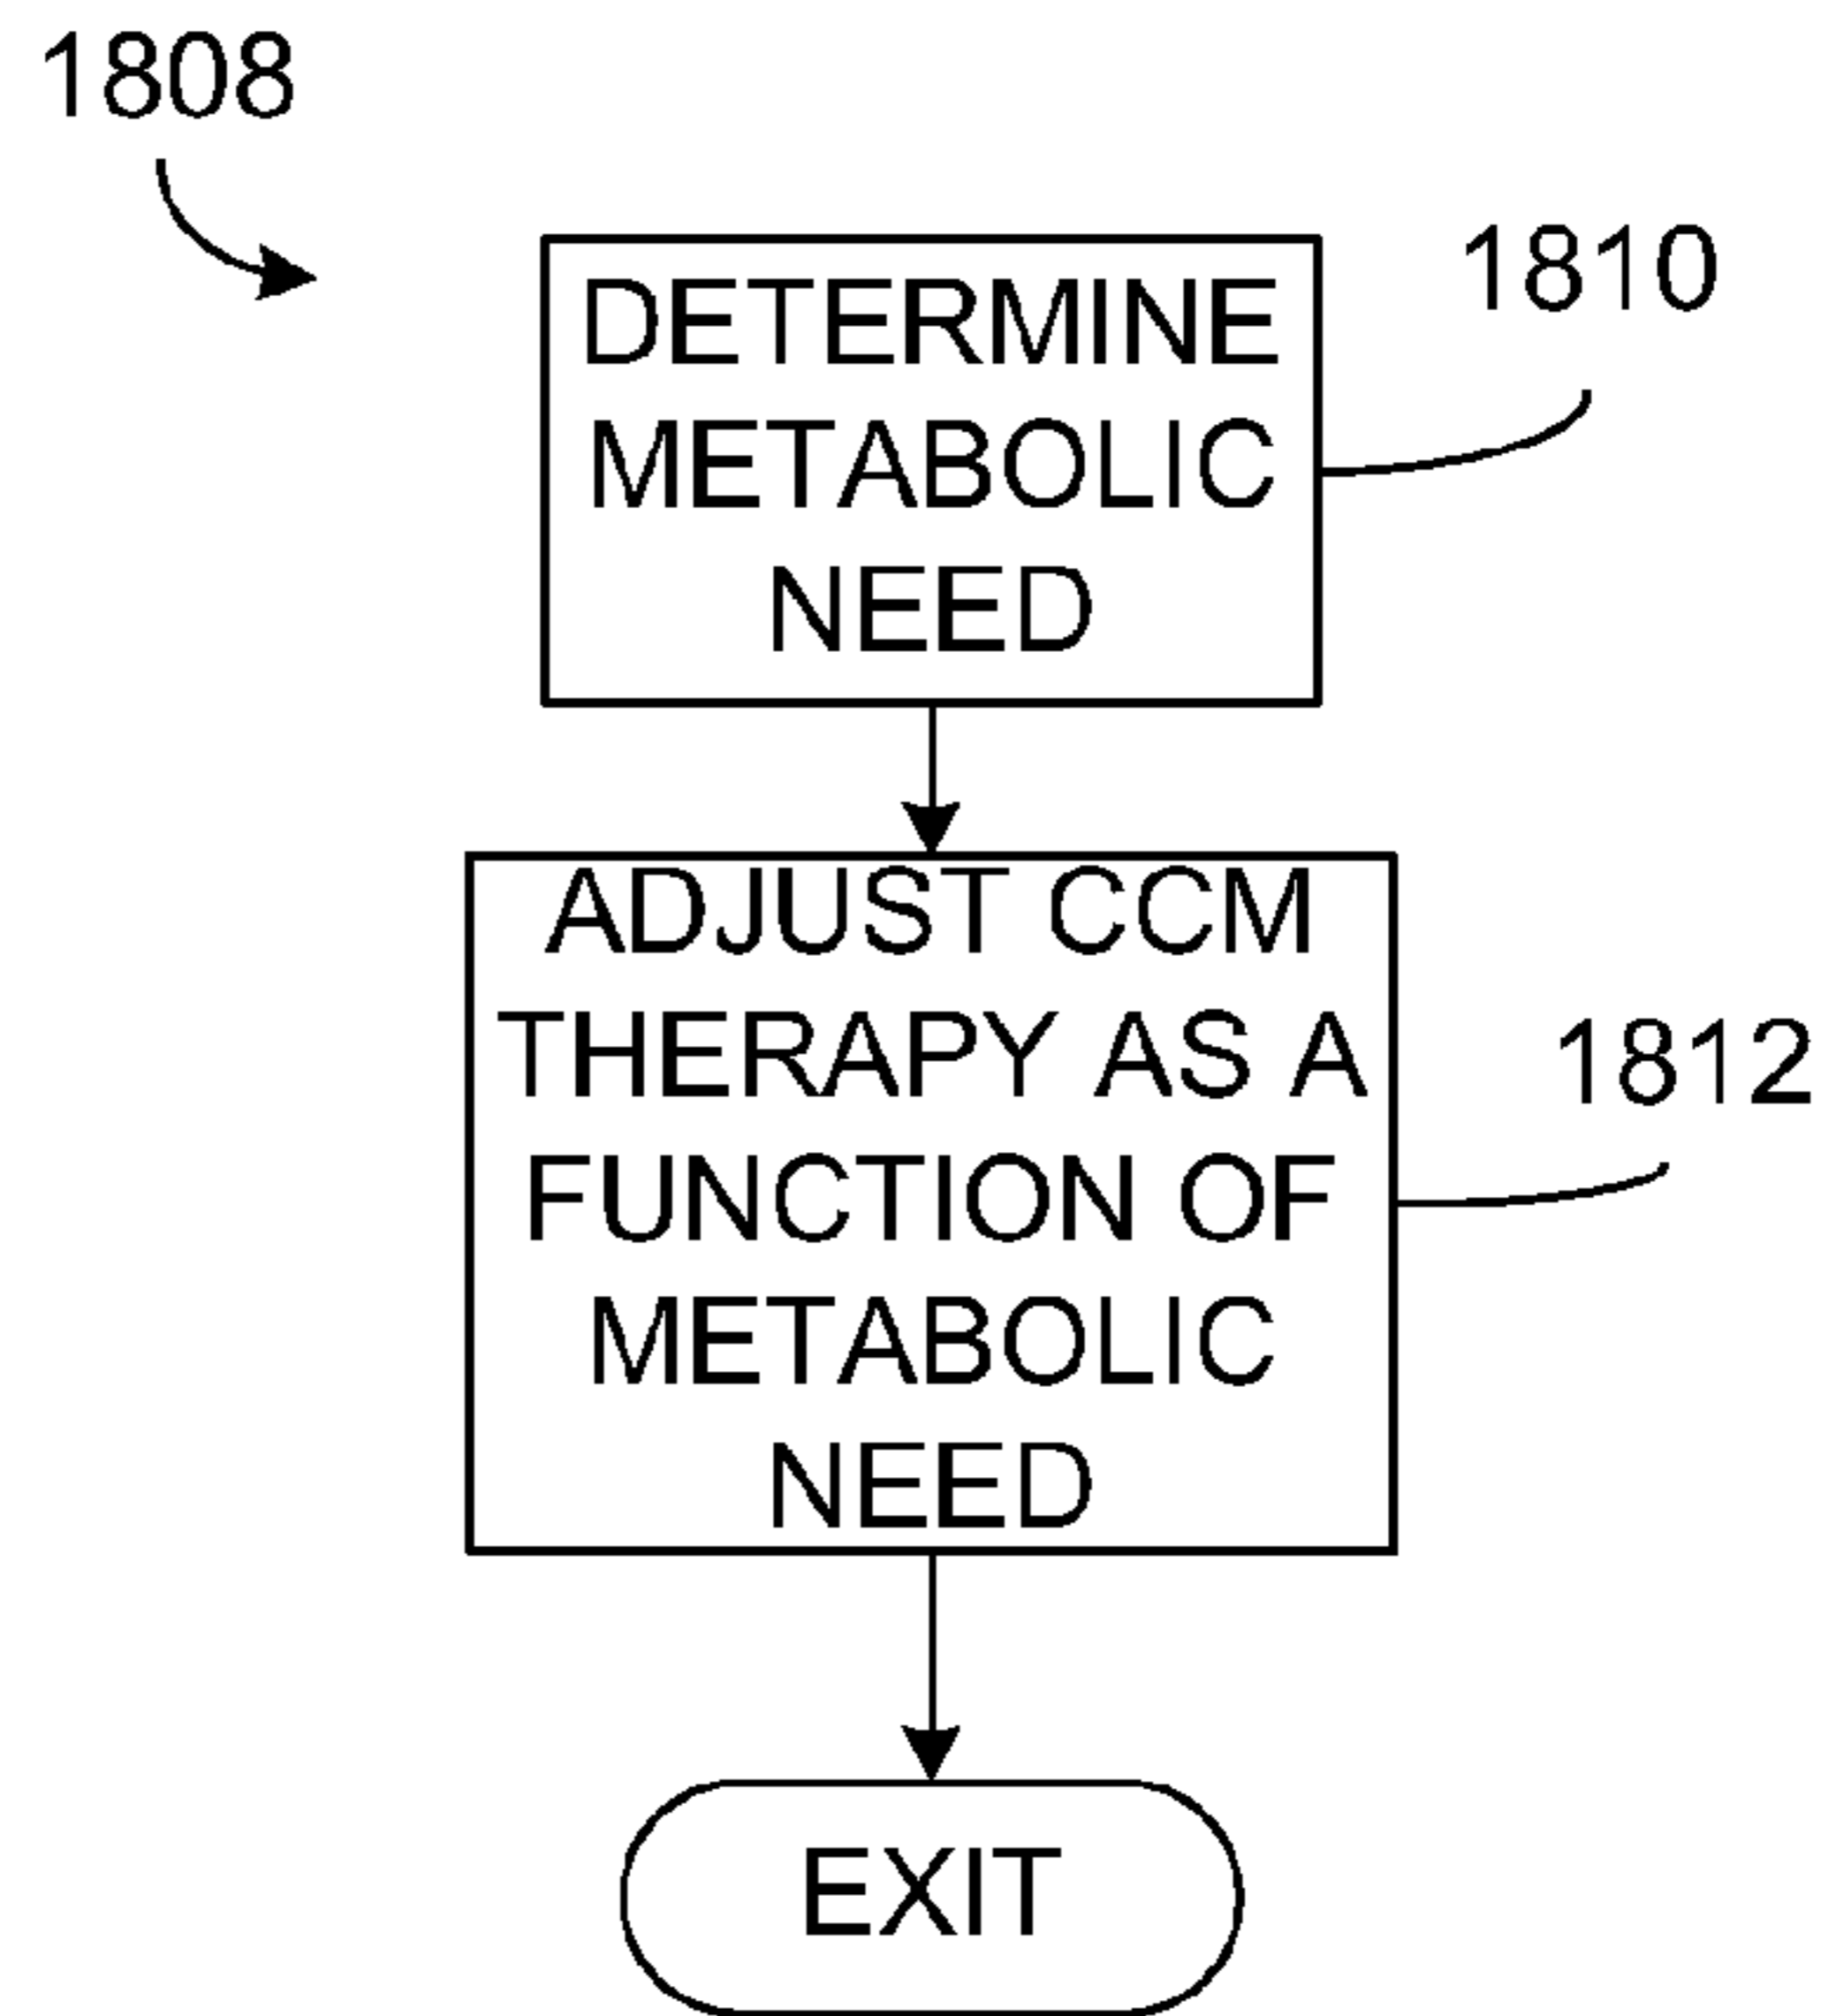 1808
DETERMINE
METABOLIC
NEED
1810
ADJUST CCM
THERAPY AS A
FUNCTION OF
METABOLIC
NEED
1812
EXIT